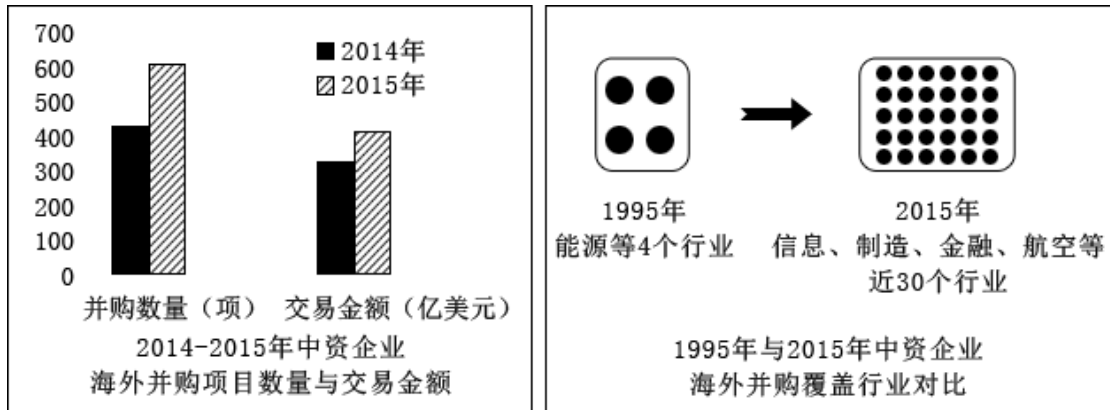 700
600
500
400
300
200
100
0
2014年
2015年
并购数量（项） 交易金额（亿美元）
2014-2015年中资企业
海外并购项目数量与交易金额
1995年
能源等4个行业
2015年
信息、制造、金融、航空等
近30个行业
1995年与2015年中资企业
海外并购覆盖行业对比